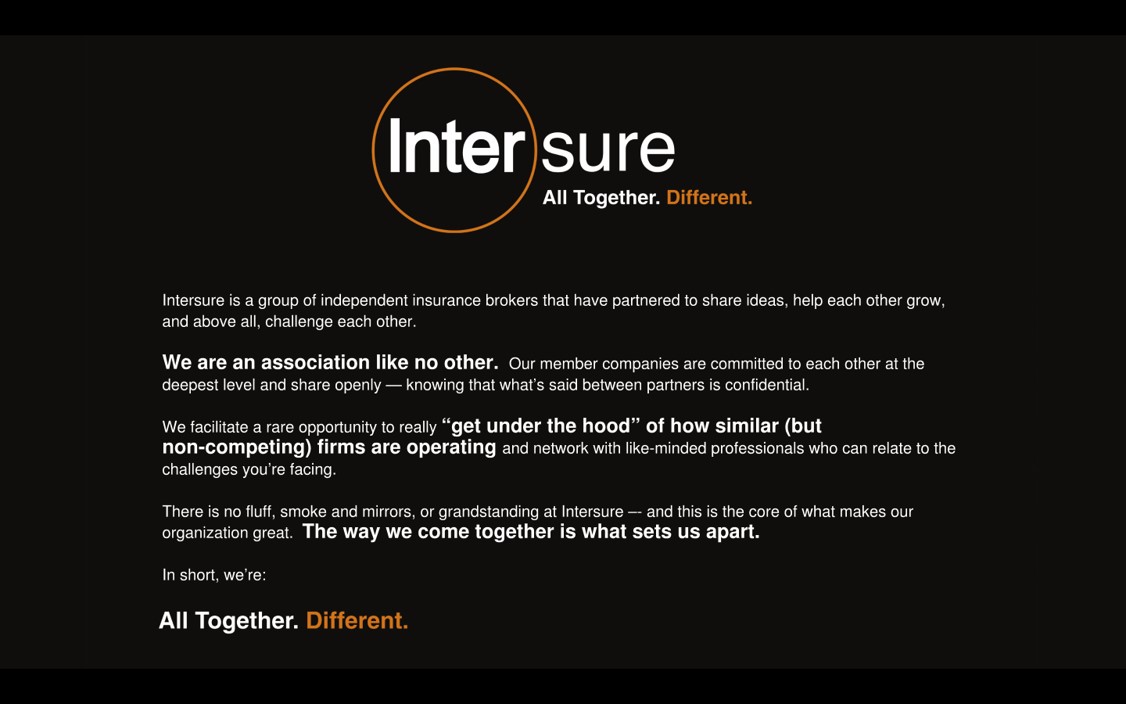 Intersure
All Together. Different.
Intersure is a group of independent insurance brokers that have partnered to share ideas, help each other grow,
and above all, challenge each other.
We are an association like no other. Our member companies are committed to each other at the
deepest level and share openly — knowing that what’s said between partners is confidential.
We facilitate a rare opportunity to really “get under the hood” of how similar (but
non-competing) firms are operating and network with like-minded professionals who can relate to the
challenges you’re facing.
There is no fluff, smoke and mirrors, or grandstanding at Intersure –- and this is the core of what makes our
organization great. The way we come together is what sets us apart.
In short, we’re:
All Together. Different.